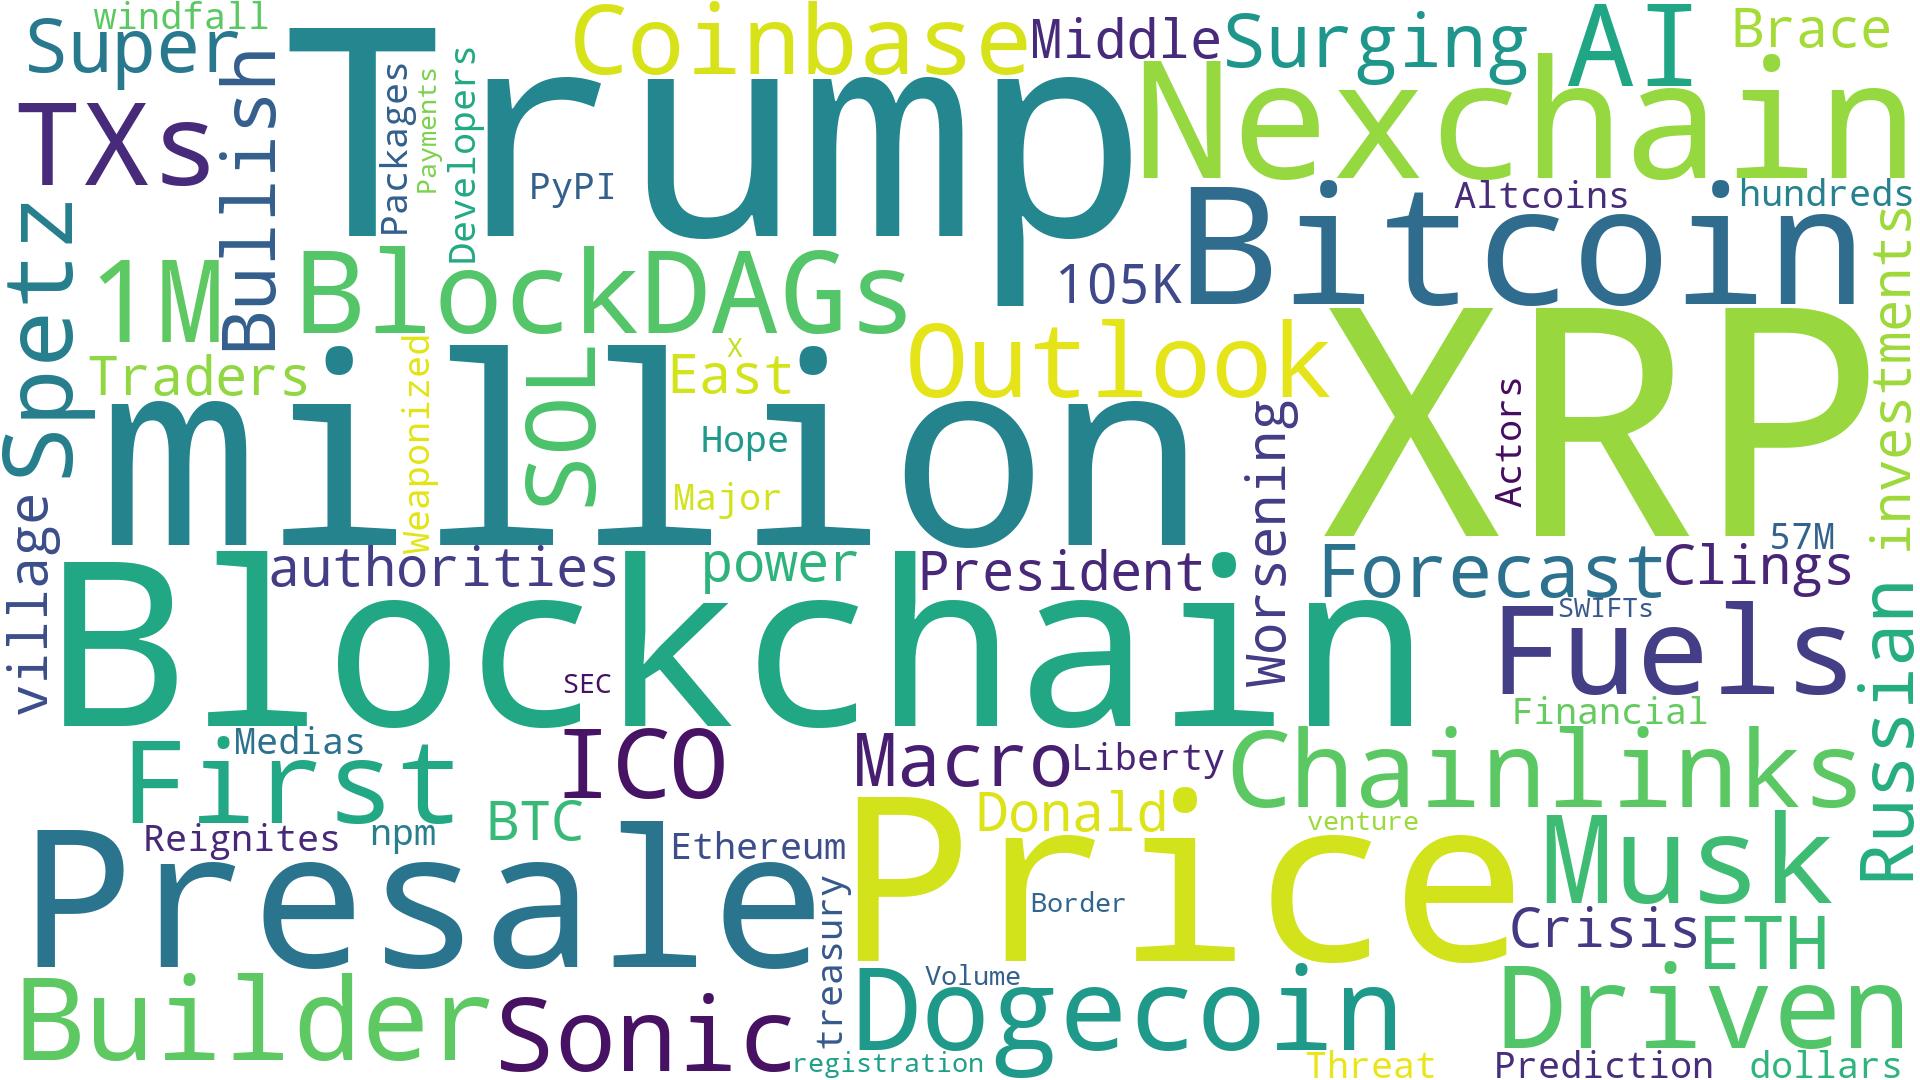 windfall
Super
Coinbase
Middle
Surging
AI
Brace
TXs
Bullish
Trump
Packages
Payments
Developers
PyPI
Nexchain
Altcoins
hundreds
Bitcoin
Spetz
1M
BlockDAGs
105K
investments
Traders
million
Weaponized
SOL
X
East
Hope
Major
Outlook
XRP
Actors
Worsening
57M
village
authorities
power
President
Forecast
Clings
Blockchain
SEC
SWIFTs
Fuels
Russian
Financial
First
Medias
ICO
Macro
Liberty
Chainlinks
Reignites
npm
BTC
Ethereum
Donald
venture
Musk
Presale
treasury
Price
Border
Crisis
ETH
Builder
Sonic
registration
Volume
Dogecoin
Threat
Driven
Prediction
dollars